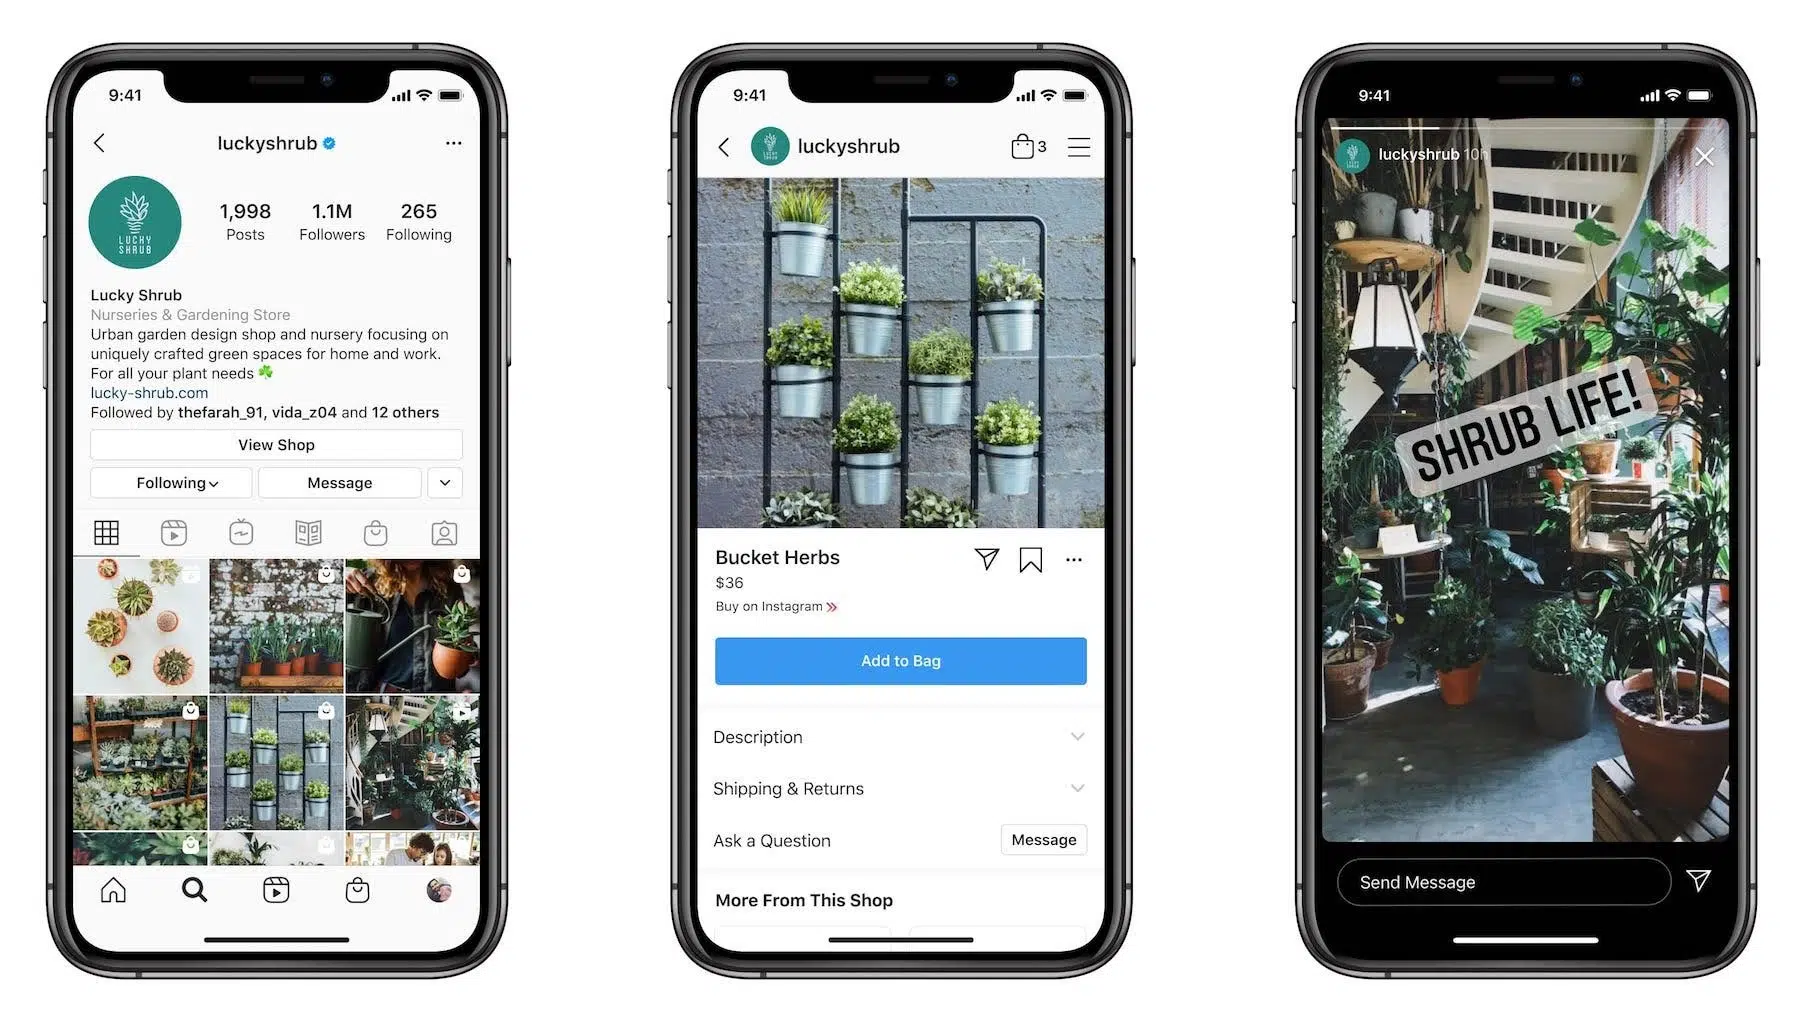 9:41
luckyshrub
1,998
1.1M
265
Posts
Followers
Following
LUCKY
SHRUB
Lucky Shrub
Nurseries & Gardening Store
Urban garden design shop and nursery focusing on
uniquely crafted green spaces for home and work.
For all your plant needs ☘️
lucky-shrub.com
Followed by thefarah_91, vida_z04 and 12 others
View Shop
Following
Message
9:41
luckyshrub
3
Bucket Herbs
$36
Buy on Instagram
Add to Bag
Description
Shipping & Returns
Ask a Question
Message
More From This Shop
9:41
luckyshrub 10h
SHRUB LIFE!
Send Message